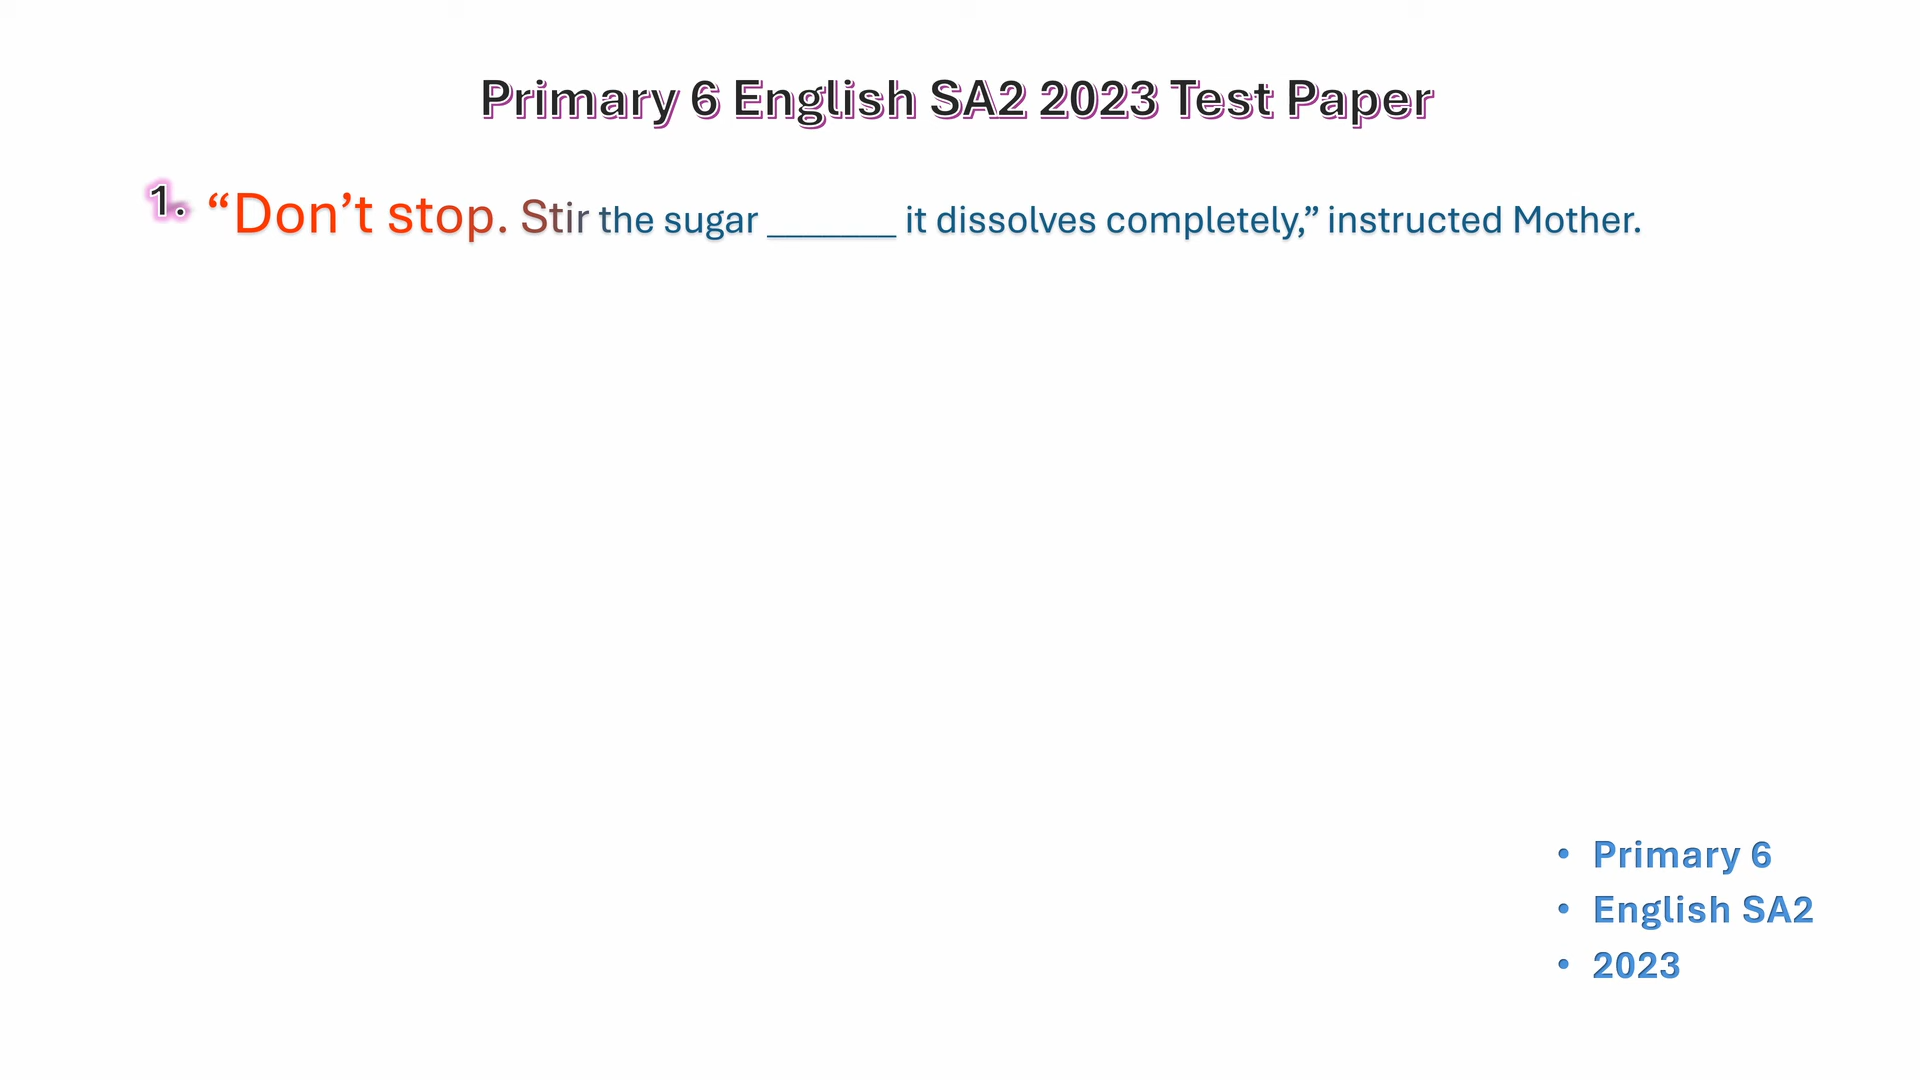 Primary 6 English SA2 2023 Test Paper
1. “Don’t stop. Stir the sugar _______ it dissolves completely,” instructed Mother.
• Primary 6
• English SA2
• 2023